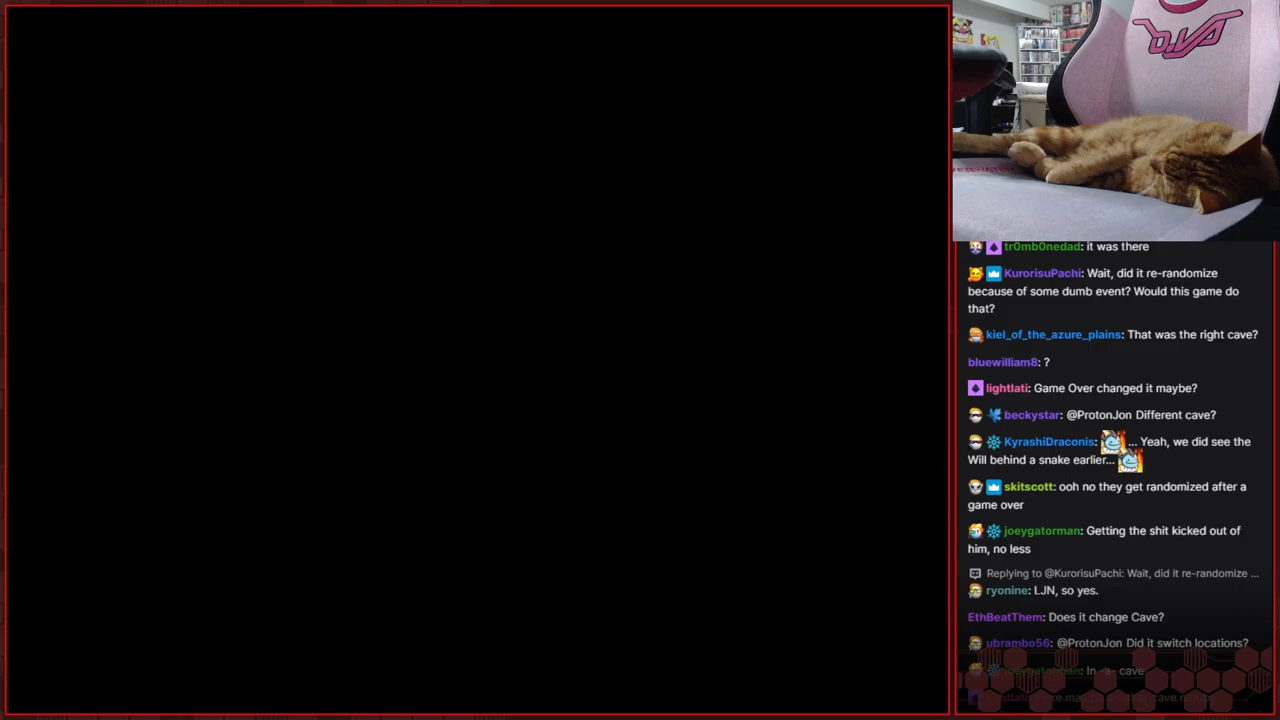 DVA
tr0mb0nedad: it was there
KurorisuPachi: Wait, did it re-randomize
because of some dumb event? Would this game do
that?
kiel_of_the_azure_plains: That was the right cave?
bluewilliam8: ?
lightlati: Game Over changed it maybe?
beckystar: @ProtonJon Different cave?
KyrashiDraconis: ... Yeah, we did see the
Will behind a snake earlier...
skitscott: ooh no they get randomized after a
game over
joeygatorman: Getting the shit kicked out of
him, no less
Replying to @KurorisuPachi: Wait, did it re-randomize ...
ryonine: LJN, so yes.
EthBeatThem: Does it change Cave?
ubrambo56: @ProtonJon Did it switch locations?
joeygatorman: In -a- cave